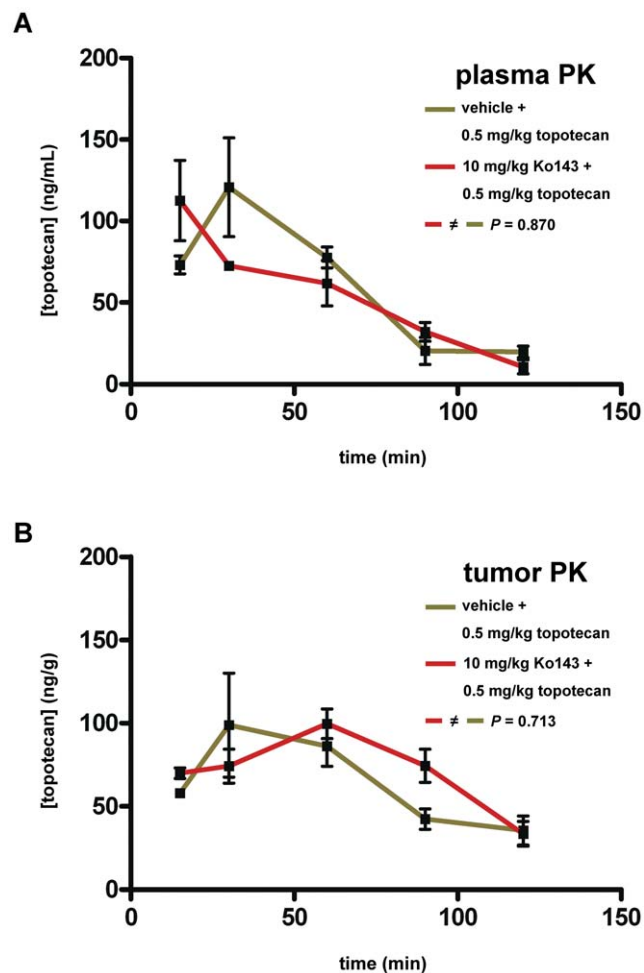 A
plasma PK
200
150
100
50
0
[topotecan] (ng/mL)
vehicle +
0.5 mg/kg topotecan
10 mg/kg Ko143 +
0.5 mg/kg topotecan
≠ P = 0.870
0 50 100 150
time (min)
B
tumor PK
200
150
100
50
0
[topotecan] (ng/g)
vehicle +
0.5 mg/kg topotecan
10 mg/kg Ko143 +
0.5 mg/kg topotecan
≠ P = 0.713
0 50 100 150
time (min)